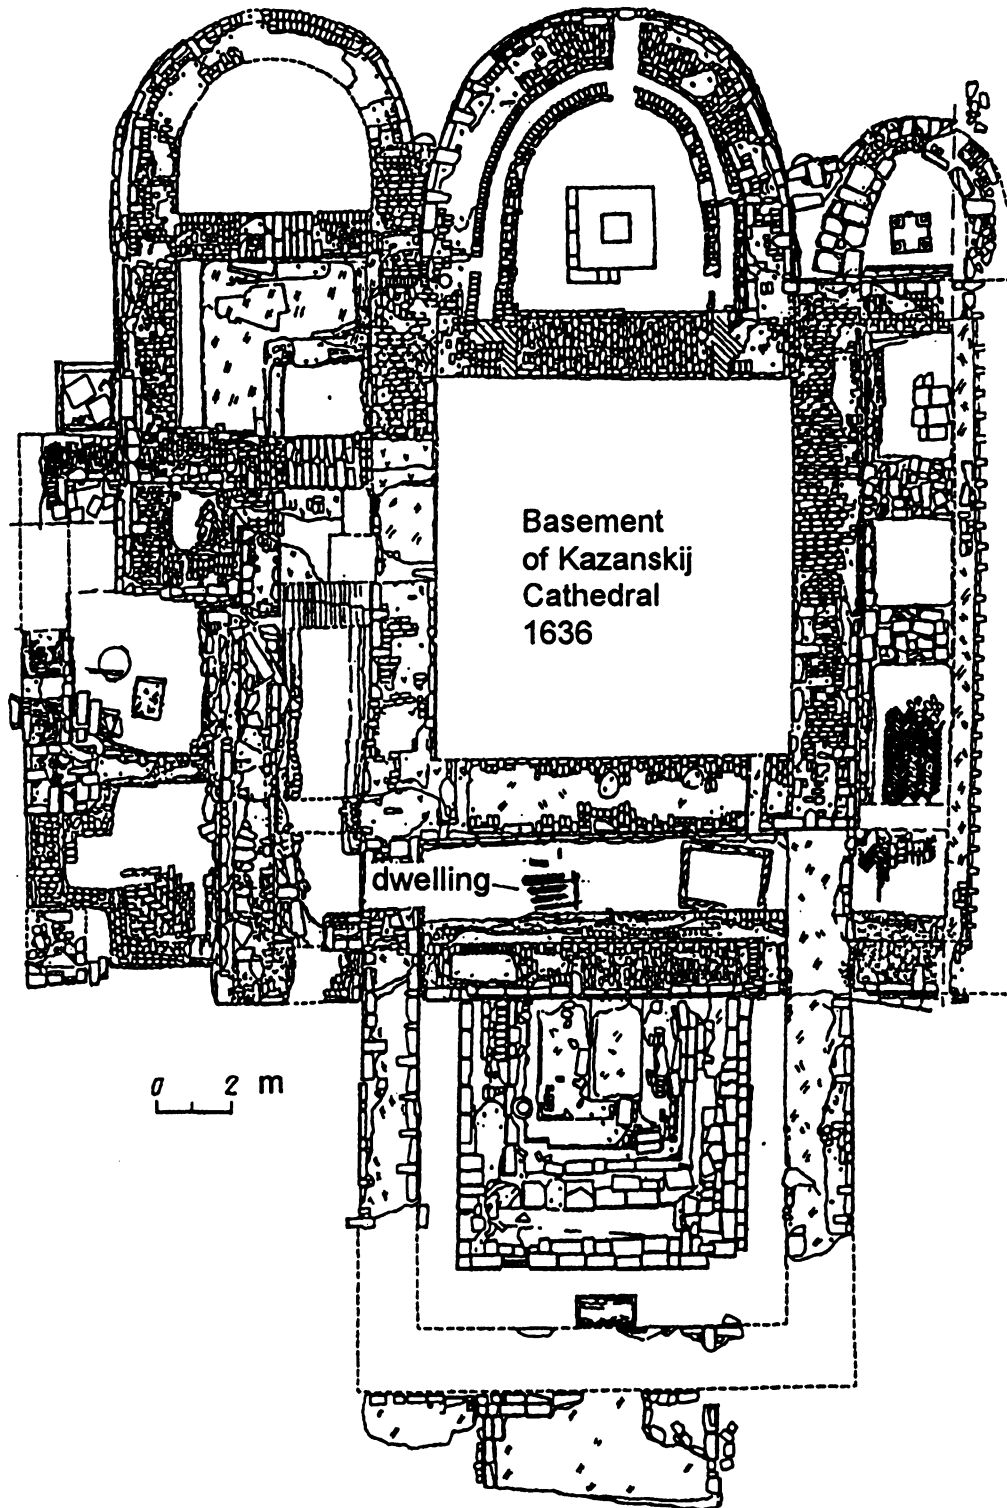 Basement
of Kazanskij
Cathedral
1636
dwelling
0 2 m